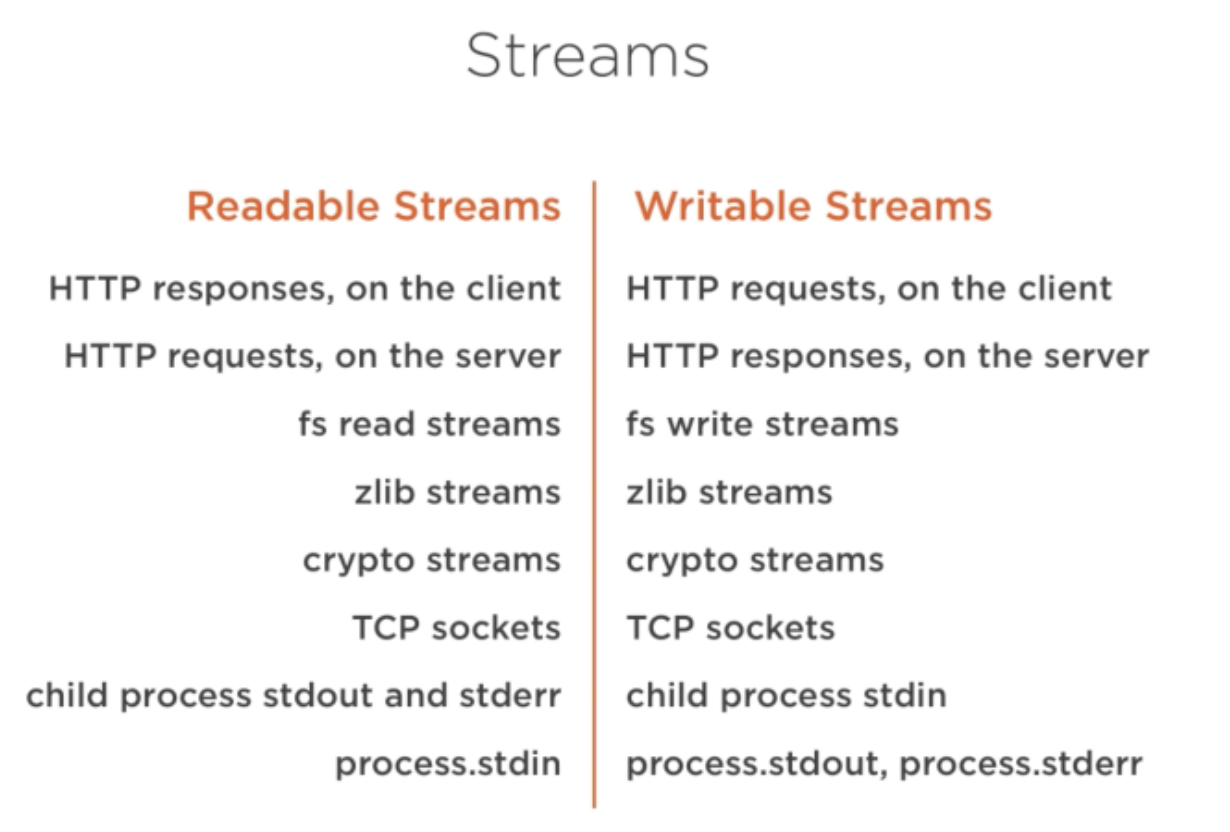 Streams
Readable Streams
HTTP responses, on the client
HTTP requests, on the server
fs read streams
zlib streams
crypto streams
TCP sockets
child process stdout and stderr
process.stdin
Writable Streams
HTTP requests, on the client
HTTP responses, on the server
fs write streams
zlib streams
crypto streams
TCP sockets
child process stdin
process.stdout, process.stderr